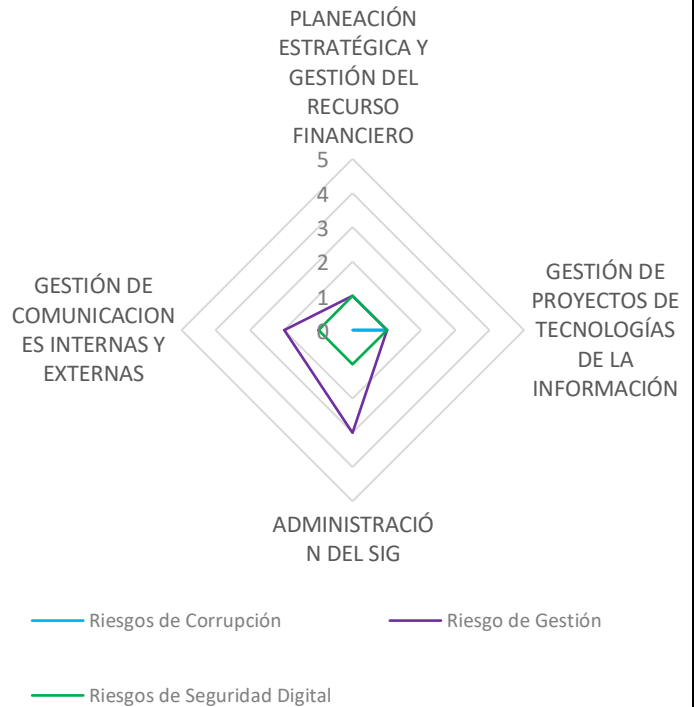 PLANEACIÓN
ESTRATÉGICA Y
GESTIÓN DEL
RECURSO
FINANCIERO
5
4
3
2
1
0
GESTIÓN DE
PROYECTOS DE
TECNOLOGÍAS
DE LA
INFORMACIÓN
GESTIÓN DE
COMUNICACION
ES INTERNAS Y
EXTERNAS
ADMINISTRACIÓ
N DEL SIG
Riesgos de Corrupción
Riesgo de Gestión
Riesgos de Seguridad Digital